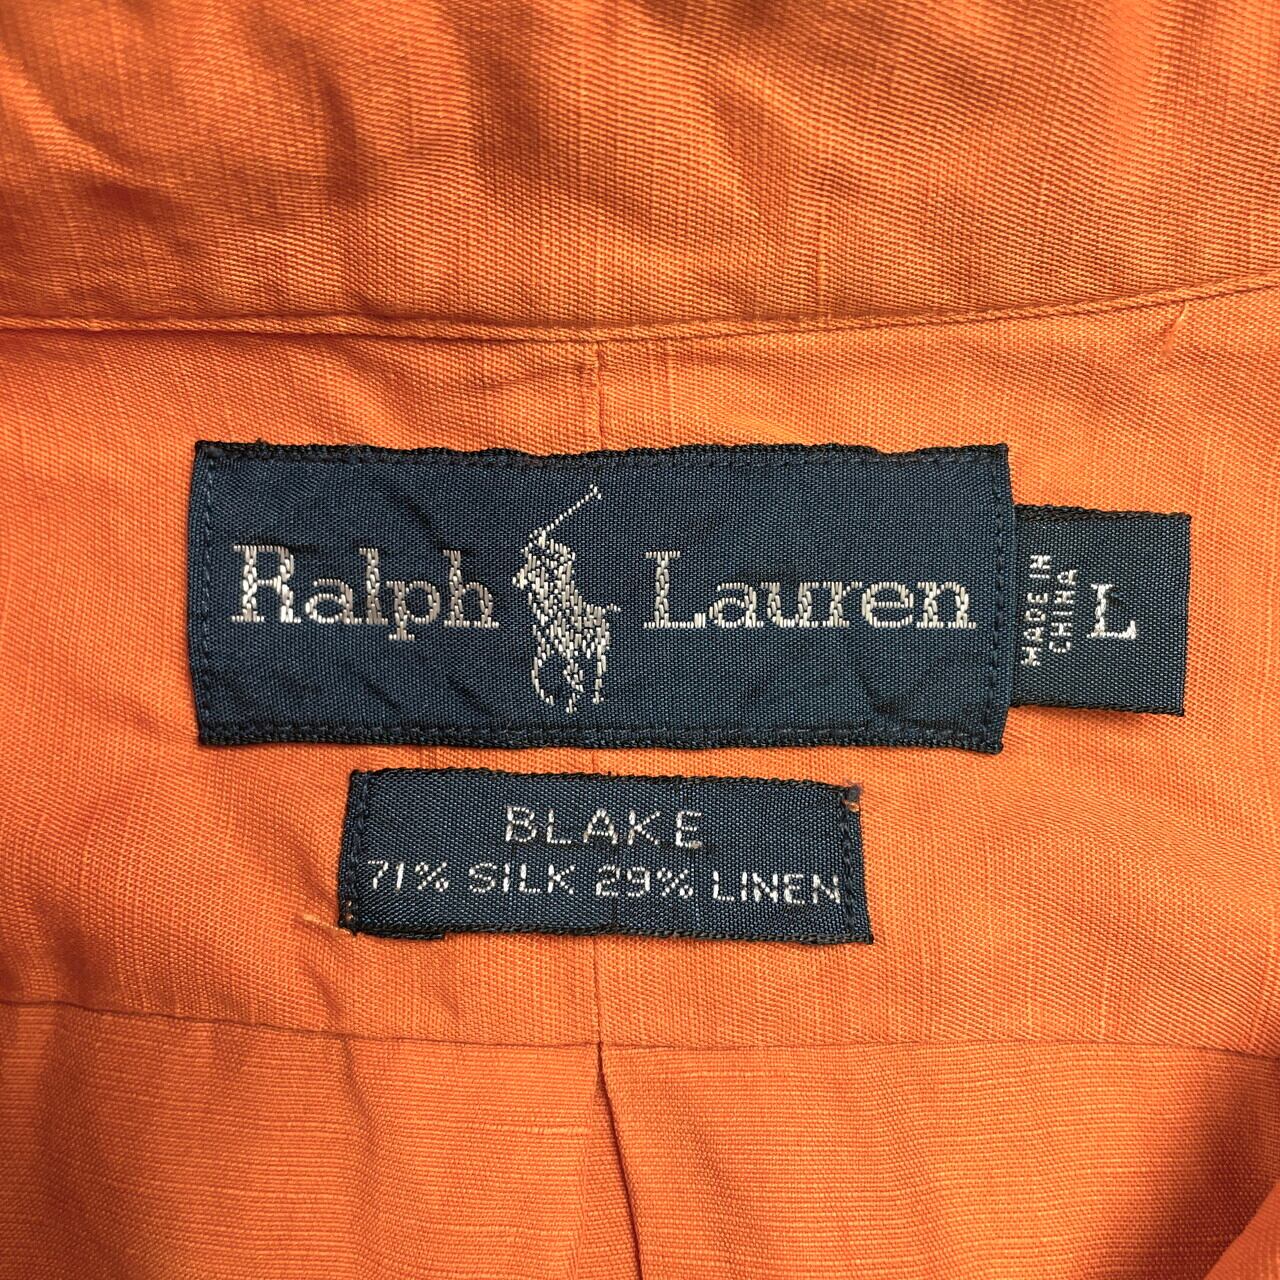 Ralph Lauren
MADE IN
CHINA
L
BLAKE
71% SILK 29% LINEN